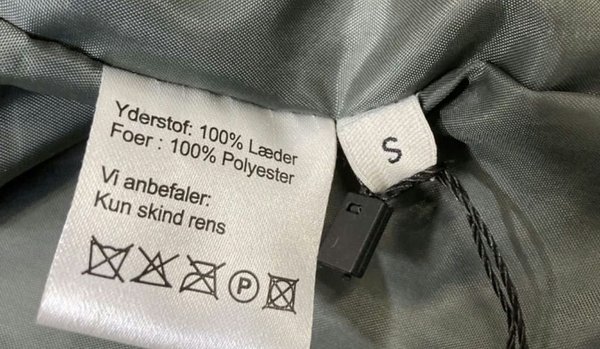 Yderstof: 100% Læder
Foer : 100% Polyester
Vi anbefaler:
Kun skind rens
P
S